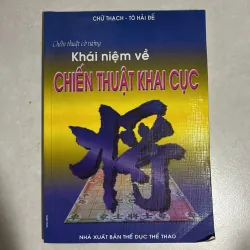 CHỮ THẠCH - TÔ HẢI ĐỂ
Chiến thuật cờ tướng
Khái niệm về
CHIẾN THUẬT KHAI CỤC
將
NHÀ XUẤT BẢN THỂ DỤC THỂ THAO